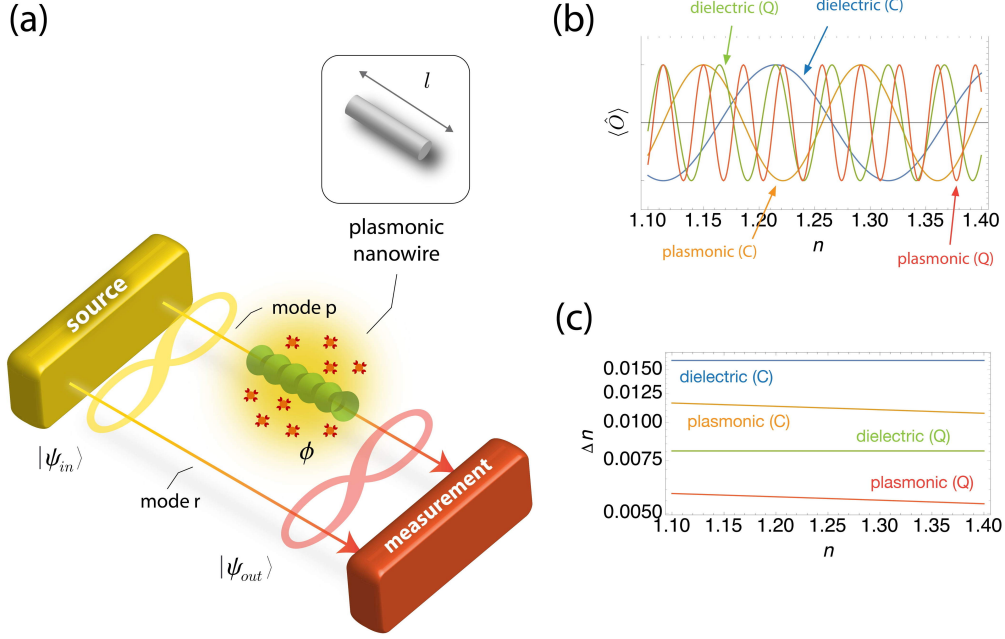 (a)
l
plasmonic
nanowire
source
mode p
ϕ
|ψin⟩
mode r
measurement
|ψout⟩
(b)
dielectric (Q)
dielectric (C)
⟨Ô⟩
1.10 1.15 1.20 1.25 1.30 1.35 1.40
n
plasmonic (C)
plasmonic (Q)
(c)
0.0150
dielectric (C)
0.0125
0.0100
plasmonic (C)
Δn
dielectric (Q)
0.0075
plasmonic (Q)
0.0050
1.10 1.15 1.20 1.25 1.30 1.35 1.40
n